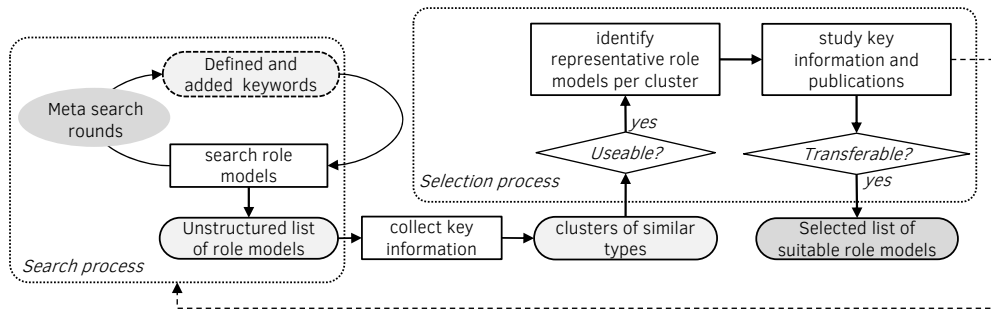 Defined and
added keywords
Meta search
rounds
search role
models
Unstructured list
of role models
Search process
collect key
information
clusters of similar
types
Useable?
yes
identify
representative role
models per cluster
study key
information and
publications
Transferable?
yes
Selection process
Selected list of
suitable role models